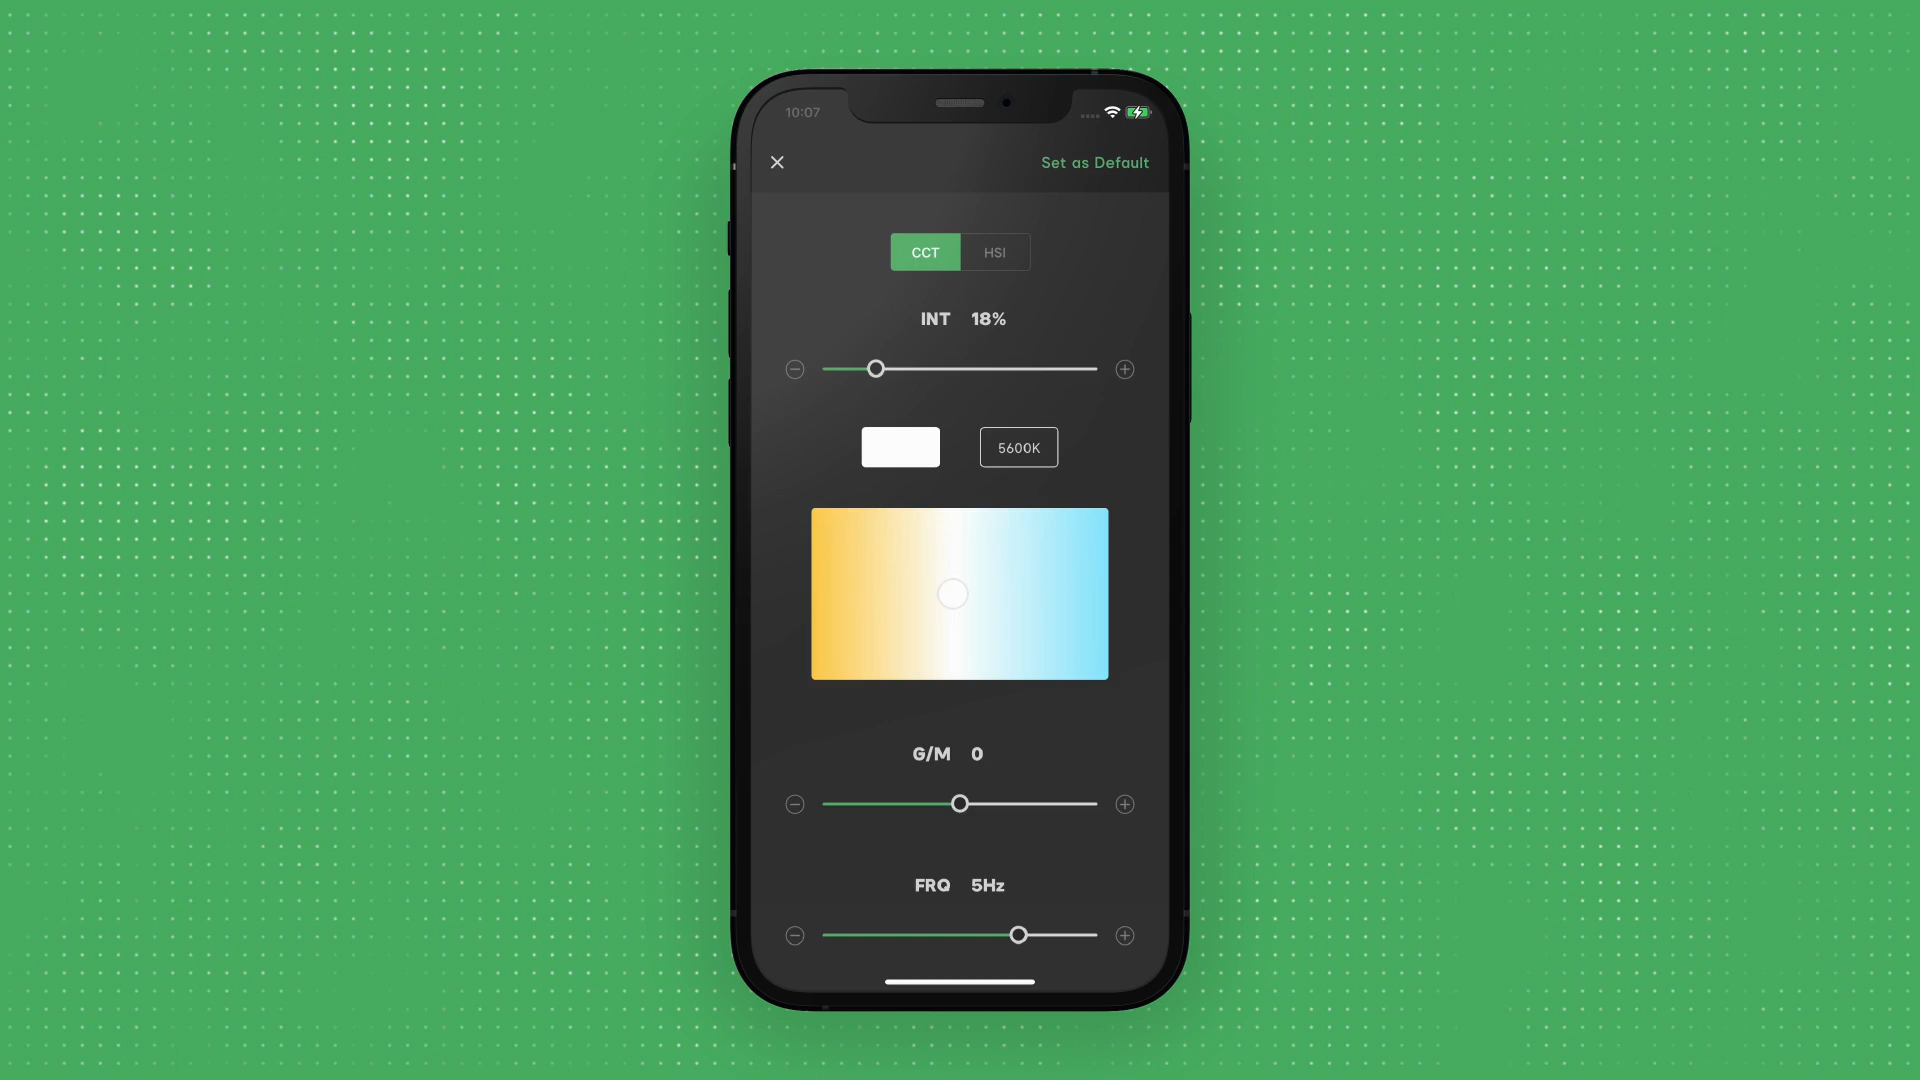 10:07
Set as Default
CCT HSI
INT 18%
5600K
G/M 0
FRQ 5Hz